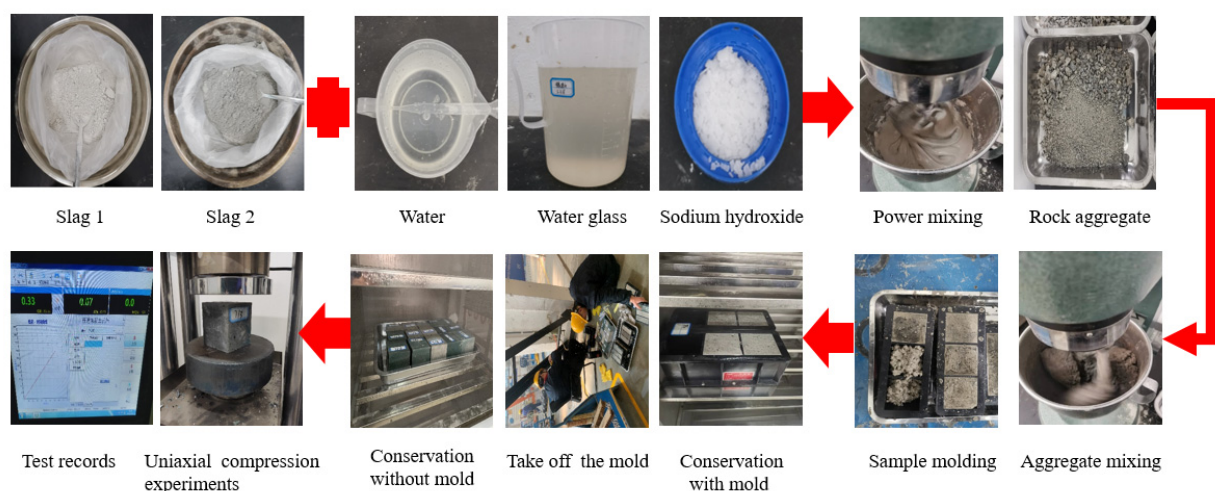 Slag 1
Slag 2
Water
Water glass
Sodium hydroxide
Power mixing
Rock aggregate
Test records
Uniaxial compression
experiments
Conservation
without mold
Take off the mold
Conservation
with mold
Sample molding
Aggregate mixing
0.33
0.67
0.0